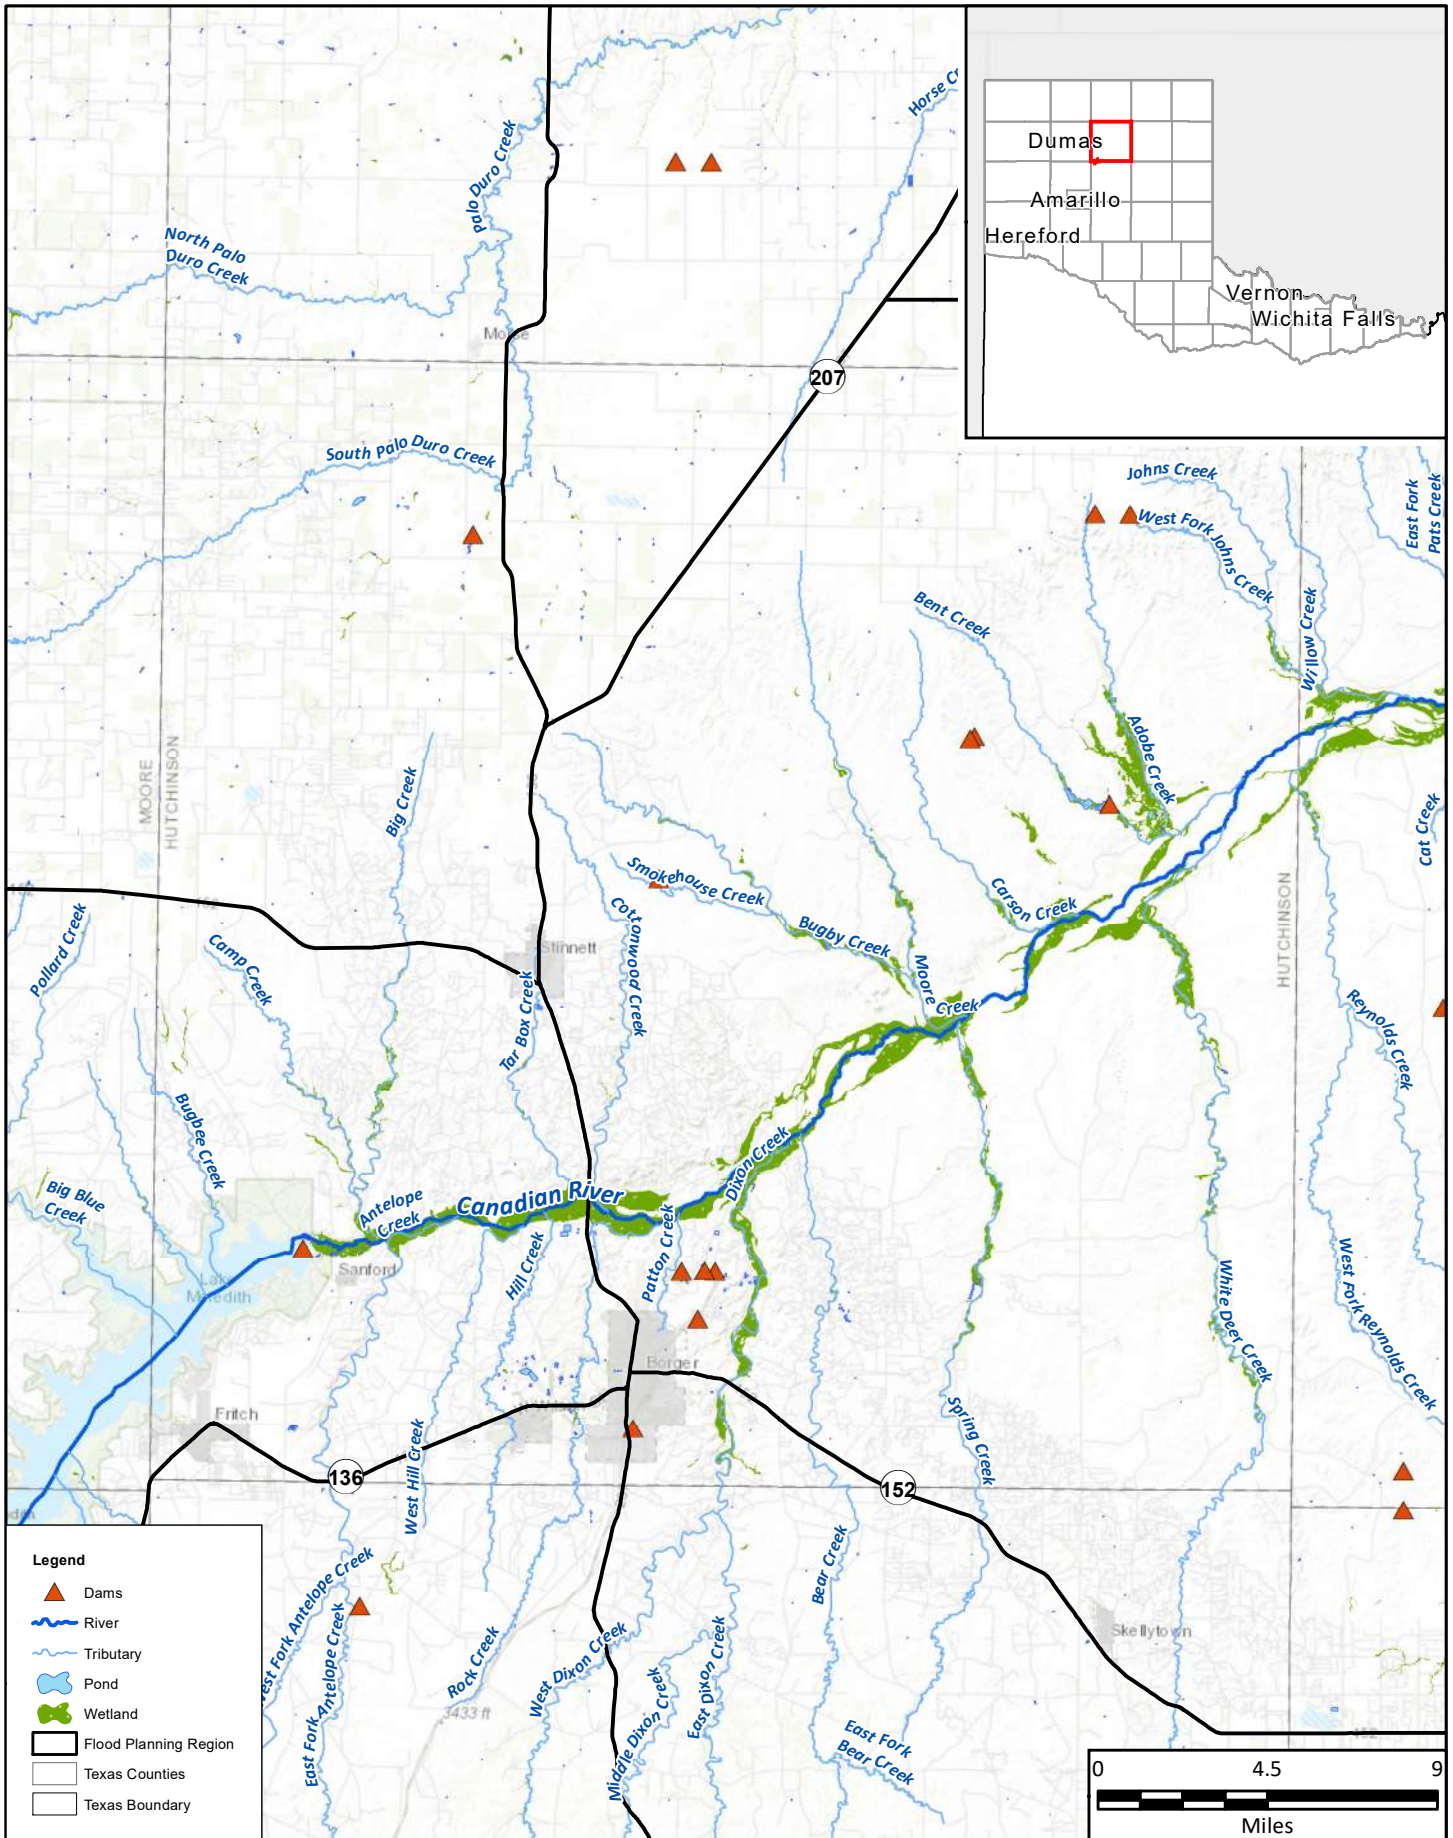 Horse Cr
Palo Duro Creek
North Palo
Duro Creek
Morse
207
South Palo Duro Creek
Dumas
Amarillo
Hereford
Vernon
Wichita Falls
Johns Creek
West Fork Johns Creek
East Fork
Pats Creek
Willow Creek
Bent Creek
Adobe Creek
MOORE
HUTCHINSON
Big Creek
Cat Creek
Smokehouse Creek
Carson Creek
Cottonwood Creek
Bugby Creek
HUTCHINSON
Pollard Creek
Camp Creek
Stinnett
Moore
Creek
Tar Box Creek
Reynolds Creek
Bugbee Creek
Dixon Creek
Big Blue
Creek
Antelope
Creek
Canadian River
Patton Creek
Hill Creek
Sanford
Lake
Meredith
West Fork Reynolds Creek
White Deer Creek
Borger
Fritch
Spring Creek
West Hill Creek
136
152
Legend
Dams
River
Tributary
Pond
Wetland
Flood Planning Region
Texas Counties
Texas Boundary
West Fork Antelope Creek
East Fork Antelope Creek
Rock Creek
3433 ft
West Dixon Creek
Middle Dixon Creek
East Dixon Creek
Bear Creek
East Fork
Bear Creek
Skellytown
152
0 4.5 9
Miles